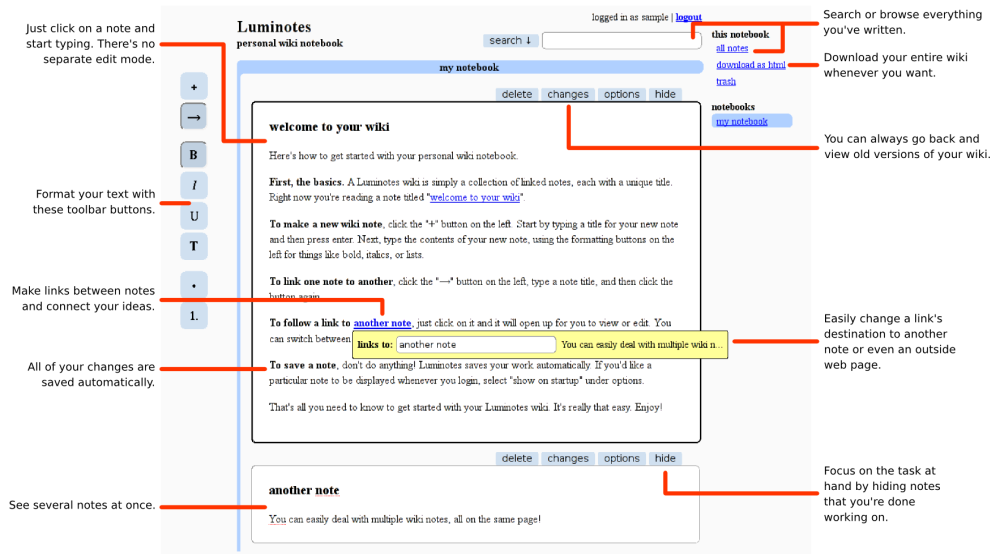 Just click on a note and
start typing. There's no
separate edit mode.
Format your text with
these toolbar buttons.
Make links between notes
and connect your ideas.
All of your changes are
saved automatically.
See several notes at once.
Luminotes
personal wiki notebook
logged in as sample | logout
search ↓
my notebook
+
→
B
I
U
T
•
1.
delete changes options hide
welcome to your wiki
Here's how to get started with your personal wiki notebook.
First, the basics. A Luminotes wiki is simply a collection of linked notes, each with a unique title.
Right now you're reading a note titled "welcome to your wiki".
To make a new wiki note, click the "+" button on the left. Start by typing a title for your new note
and then press enter. Next, type the contents of your new note, using the formatting buttons on the
left for things like bold, italics, or lists.
To link one note to another, click the "→" button on the left, type a note title, and then click the
button again.
To follow a link to another note, just click on it and it will open up for you to view or edit. You
can switch between
links to: another note You can easily deal with multiple wiki n...
To save a note, don't do anything! Luminotes saves your work automatically. If you'd like a
particular note to be displayed whenever you login, select "show on startup" under options.
That's all you need to know to get started with your Luminotes wiki. It's really that easy. Enjoy!
delete changes options hide
another note
You can easily deal with multiple wiki notes, all on the same page!
this notebook
all notes
download as html
trash
notebooks
my notebook
Search or browse everything
you've written.
Download your entire wiki
whenever you want.
You can always go back and
view old versions of your wiki.
Easily change a link's
destination to another
note or even an outside
web page.
Focus on the task at
hand by hiding notes
that you're done
working on.